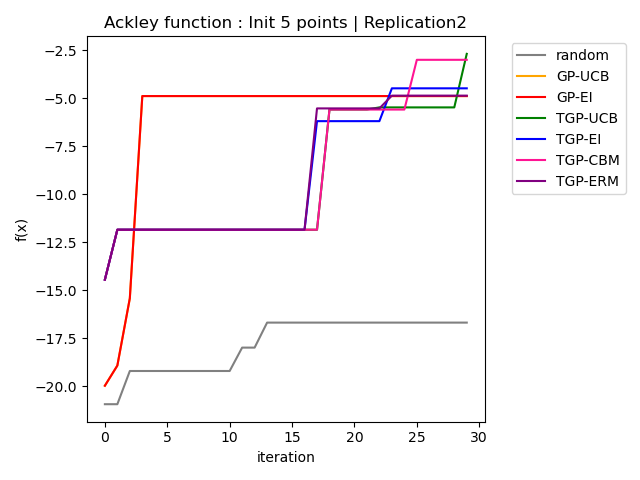 Ackley function : Init 5 points | Replication2
f(x)
−2.5
−5.0
−7.5
−10.0
−12.5
−15.0
−17.5
−20.0
0 5 10 15 20 25 30
iteration
random
GP-UCB
GP-EI
TGP-UCB
TGP-EI
TGP-CBM
TGP-ERM